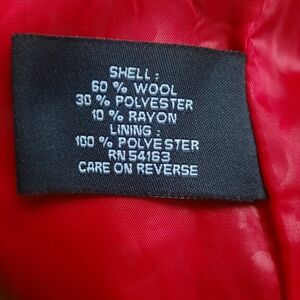 SHELL:
60 % WOOL
30 % POLYESTER
10 % RAYON
LINING:
100 % POLYESTER
RN 54163
CARE ON REVERSE